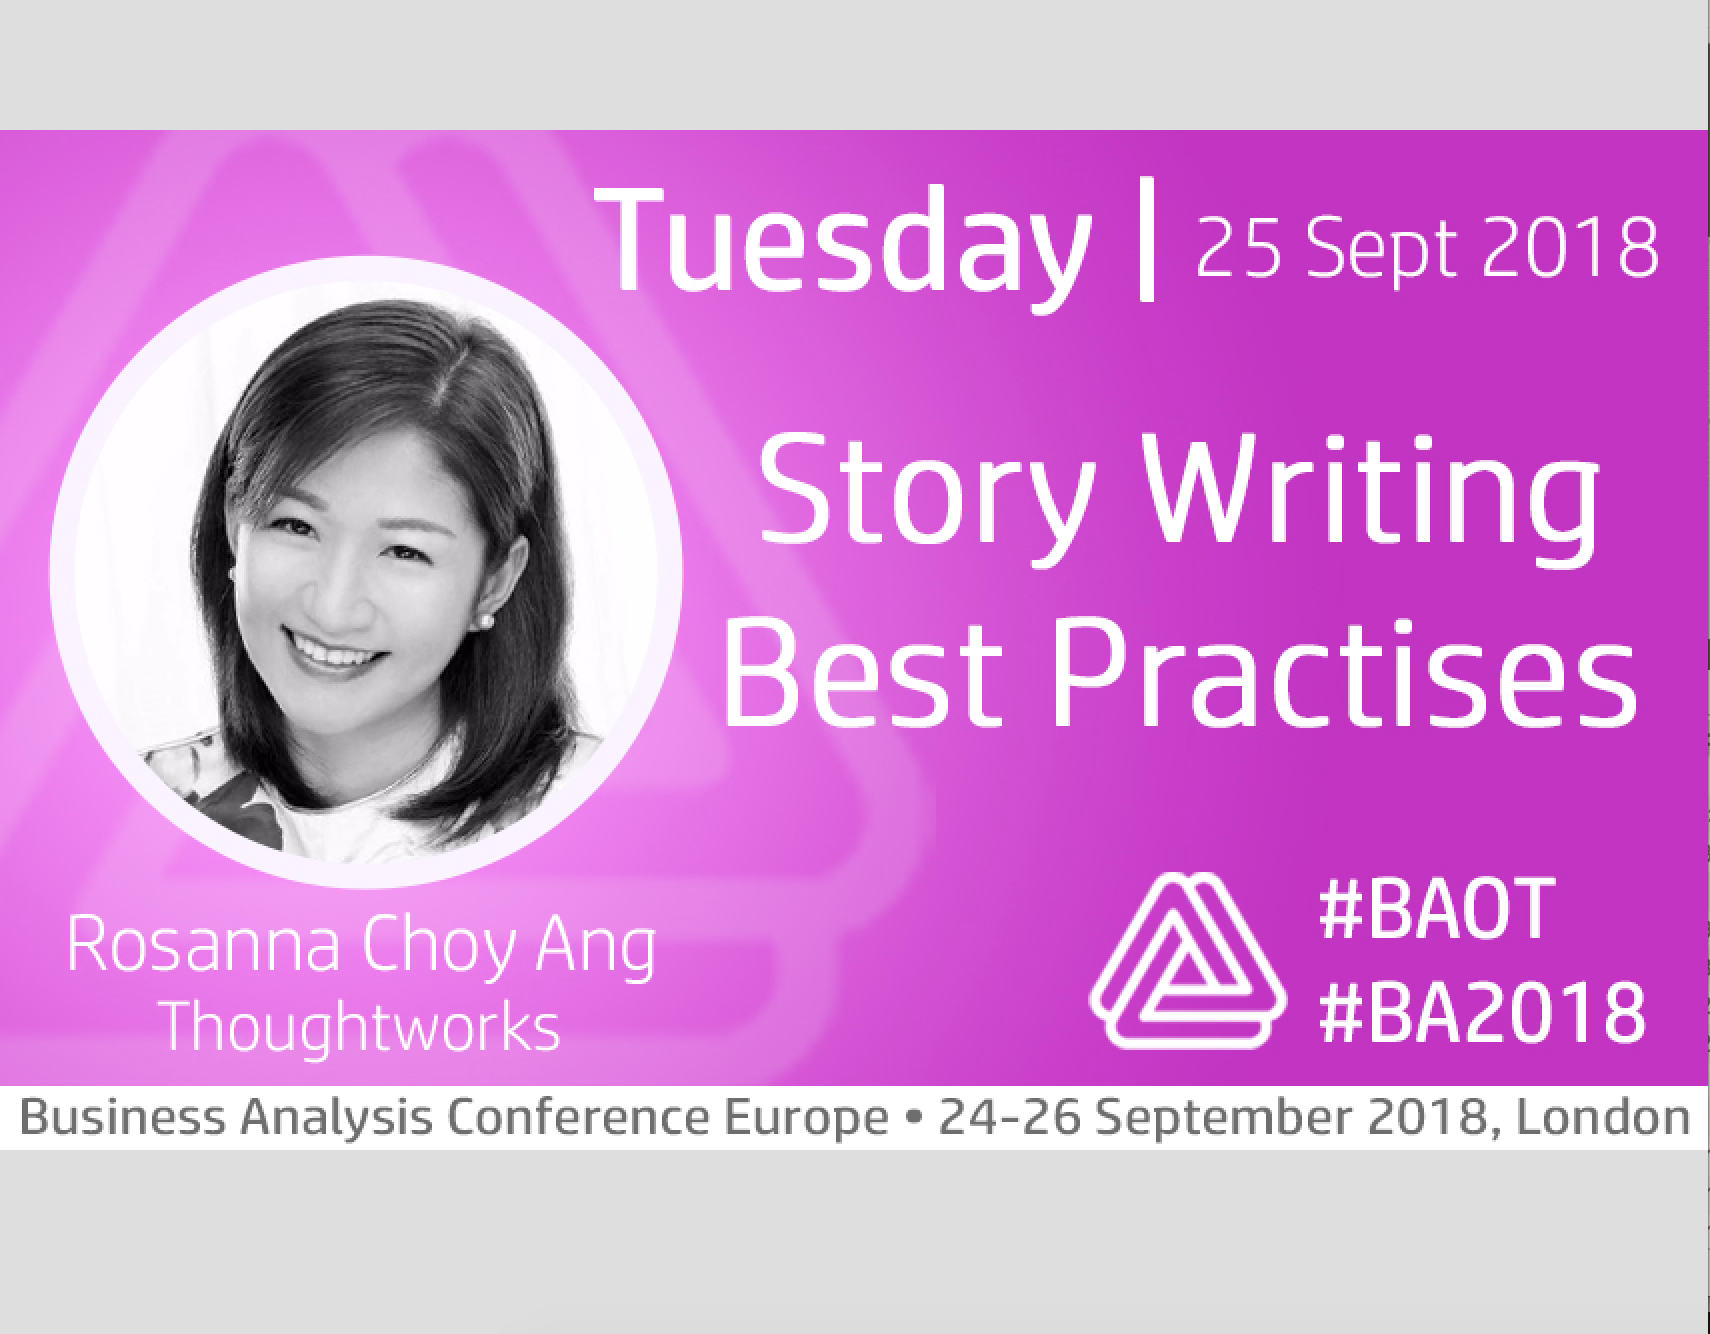 Tuesday | 25 Sept 2018
Story Writing
Best Practises
Rosanna Choy Ang
Thoughtworks
#BAOT
#BA2018
Business Analysis Conference Europe • 24-26 September 2018, London